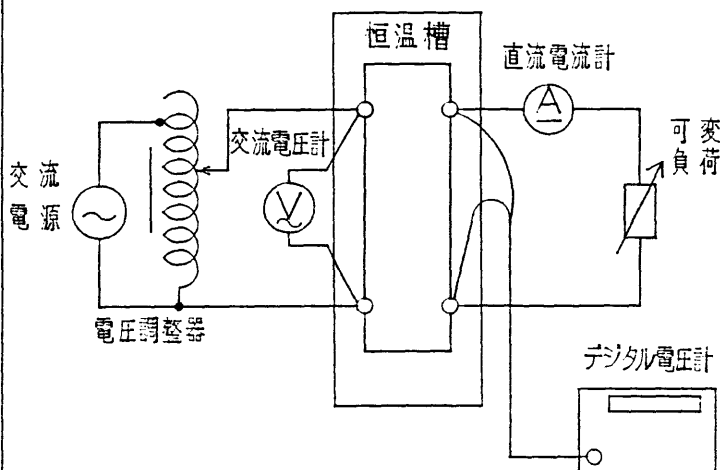 恒温槽
直流電流計
A
可変
負荷
交流電圧計
V
交流
電源
電圧調整器
デジタル電圧計